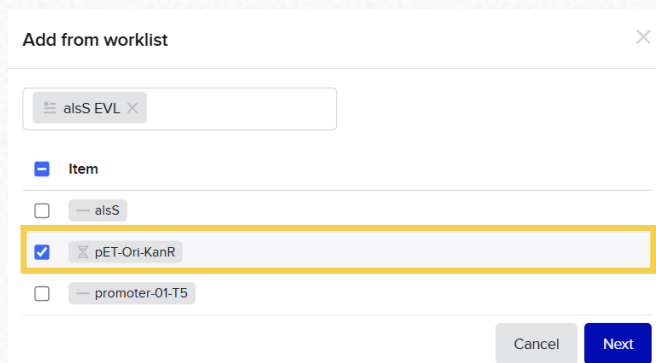 Add from worklist
alsS EVL
Item
alsS
pET-Ori-KanR
promoter-01-T5
Cancel Next